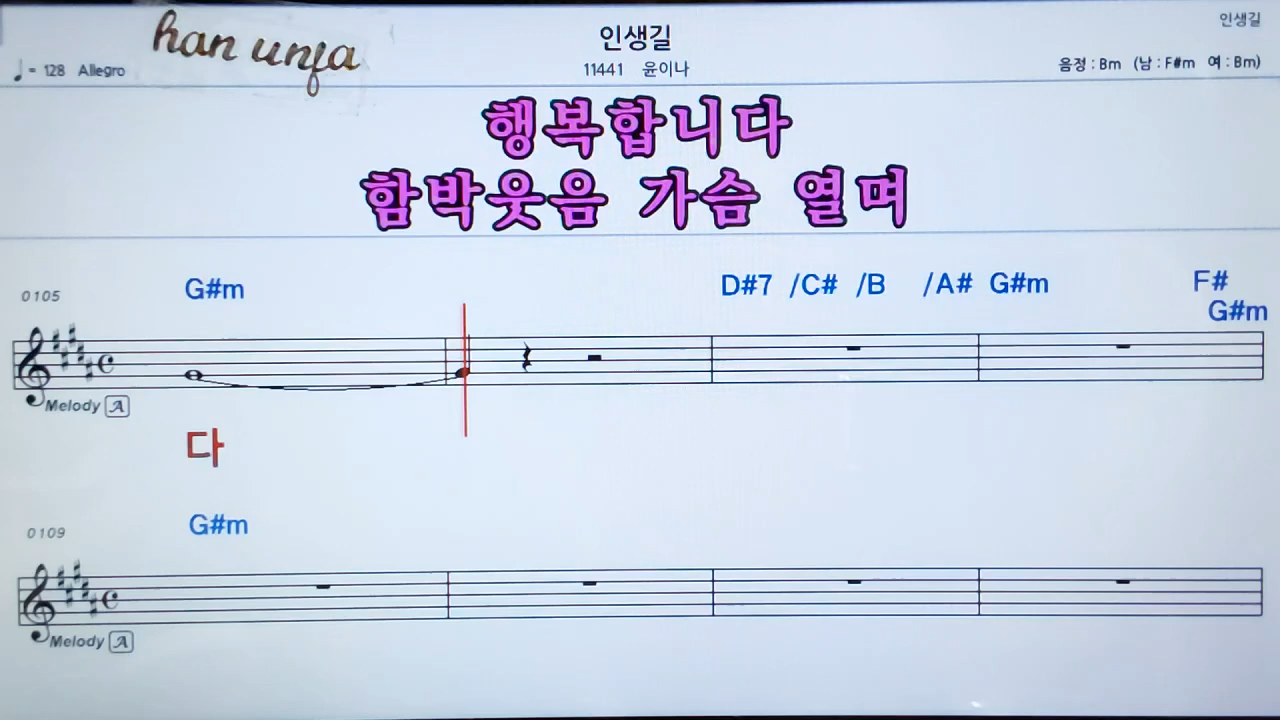 han unfa
인생길
인생길
♩= 128 Allegro
11441 윤이나
음정 : Bm (남 : F#m 여 : Bm)
행복합니다
함박웃음 가슴 열며
0105 G#m D#7 /C# /B /A# G#m F#
G#m
Melody A
다
0109 G#m
Melody A